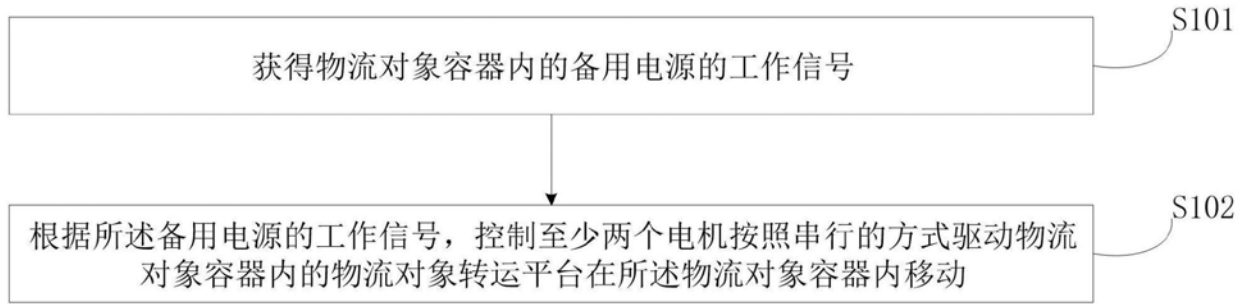 S101
获得物流对象容器内的备用电源的工作信号
S102
根据所述备用电源的工作信号，控制至少两个电机按照串行的方式驱动物流
对象容器内的物流对象转运平台在所述物流对象容器内移动